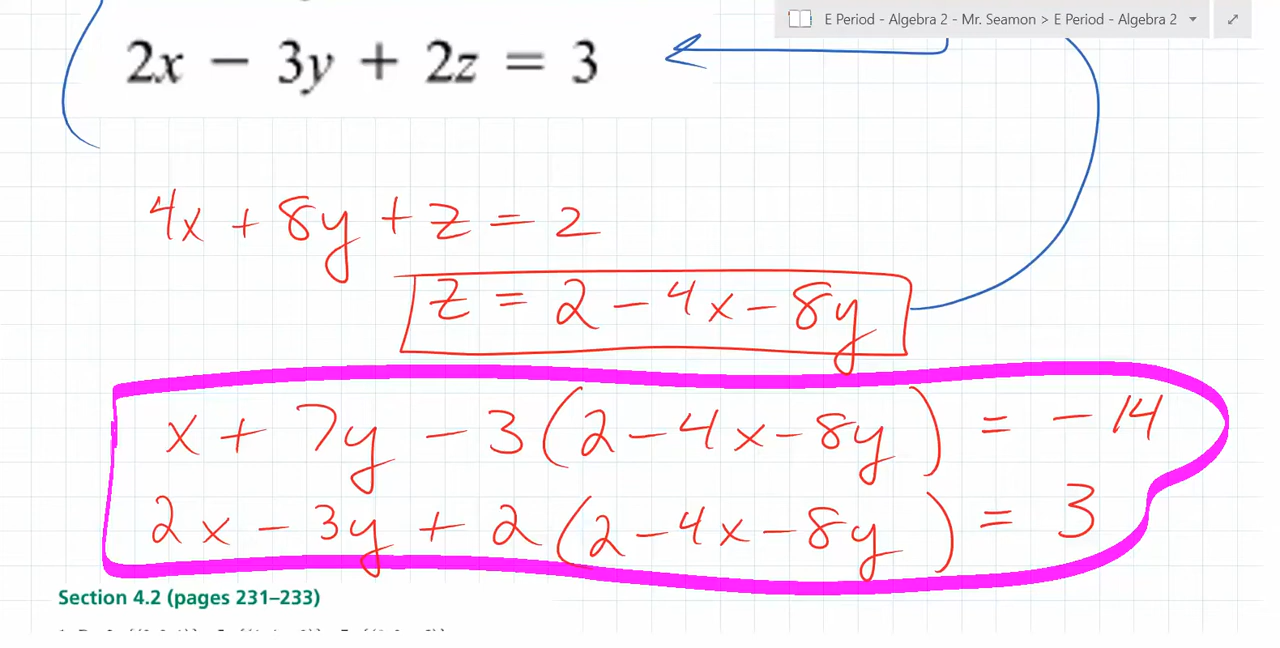 E Period - Algebra 2 - Mr. Seamon > E Period - Algebra 2
2x − 3y + 2z = 3
4x + 8y + z = 2
z = 2 − 4x − 8y
x + 7y − 3(2 − 4x − 8y) = −14
2x − 3y + 2(2 − 4x − 8y) = 3
Section 4.2 (pages 231–233)